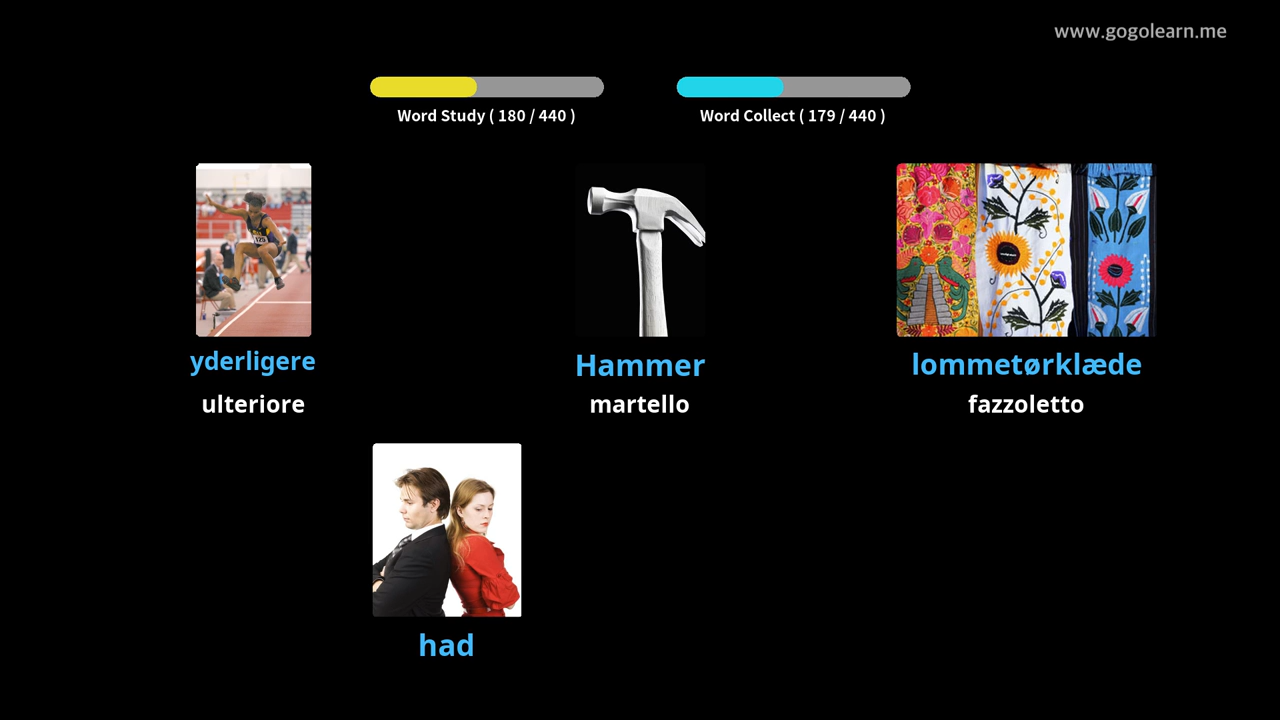 www.gogolearn.me
Word Study ( 180 / 440 )
Word Collect ( 179 / 440 )
yderligere
ulteriore
Hammer
martello
lommetørklæde
fazzoletto
had